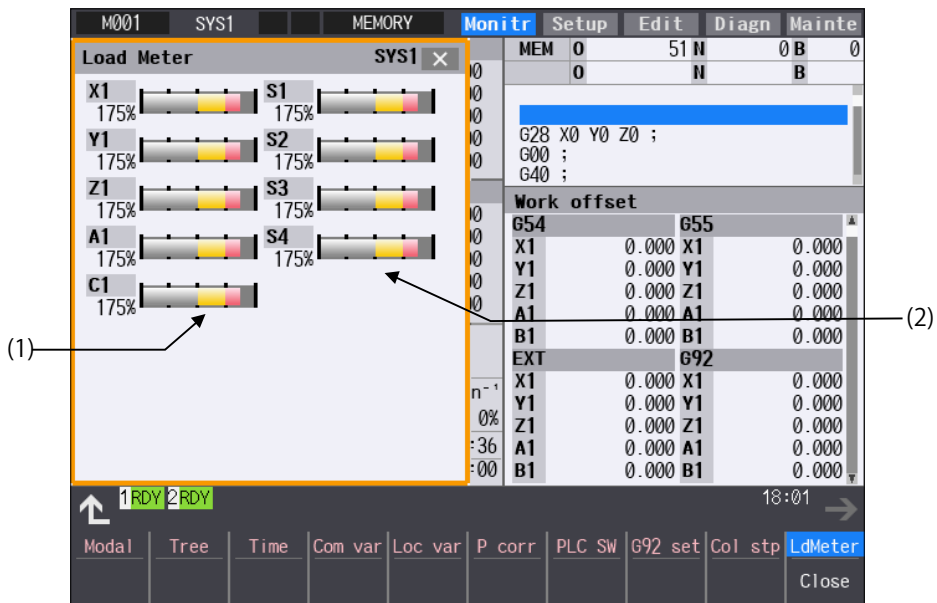 M001 SYS1 MEMORY Monitr Setup Edit Diagn Mainte
Load Meter SYS1
X1 175% S1 175%
Y1 175% S2 175%
Z1 175% S3 175%
A1 175% S4 175%
C1 175%
(1)
(2)
MEM O 51 N 0 B 0
O N B
G28 X0 Y0 Z0 ;
G00 ;
G40 ;
Work offset
G54 G55
X1 0.000 X1 0.000
Y1 0.000 Y1 0.000
Z1 0.000 Z1 0.000
A1 0.000 A1 0.000
B1 0.000 B1 0.000
EXT G92
X1 0.000 X1 0.000
Y1 0.000 Y1 0.000
Z1 0.000 Z1 0.000
A1 0.000 A1 0.000
B1 0.000 B1 0.000
0%
:36
:00
1 RDY 2 RDY 18:01
Modal Tree Time Com var Loc var P corr PLC SW G92 set Col stp LdMeter
Close